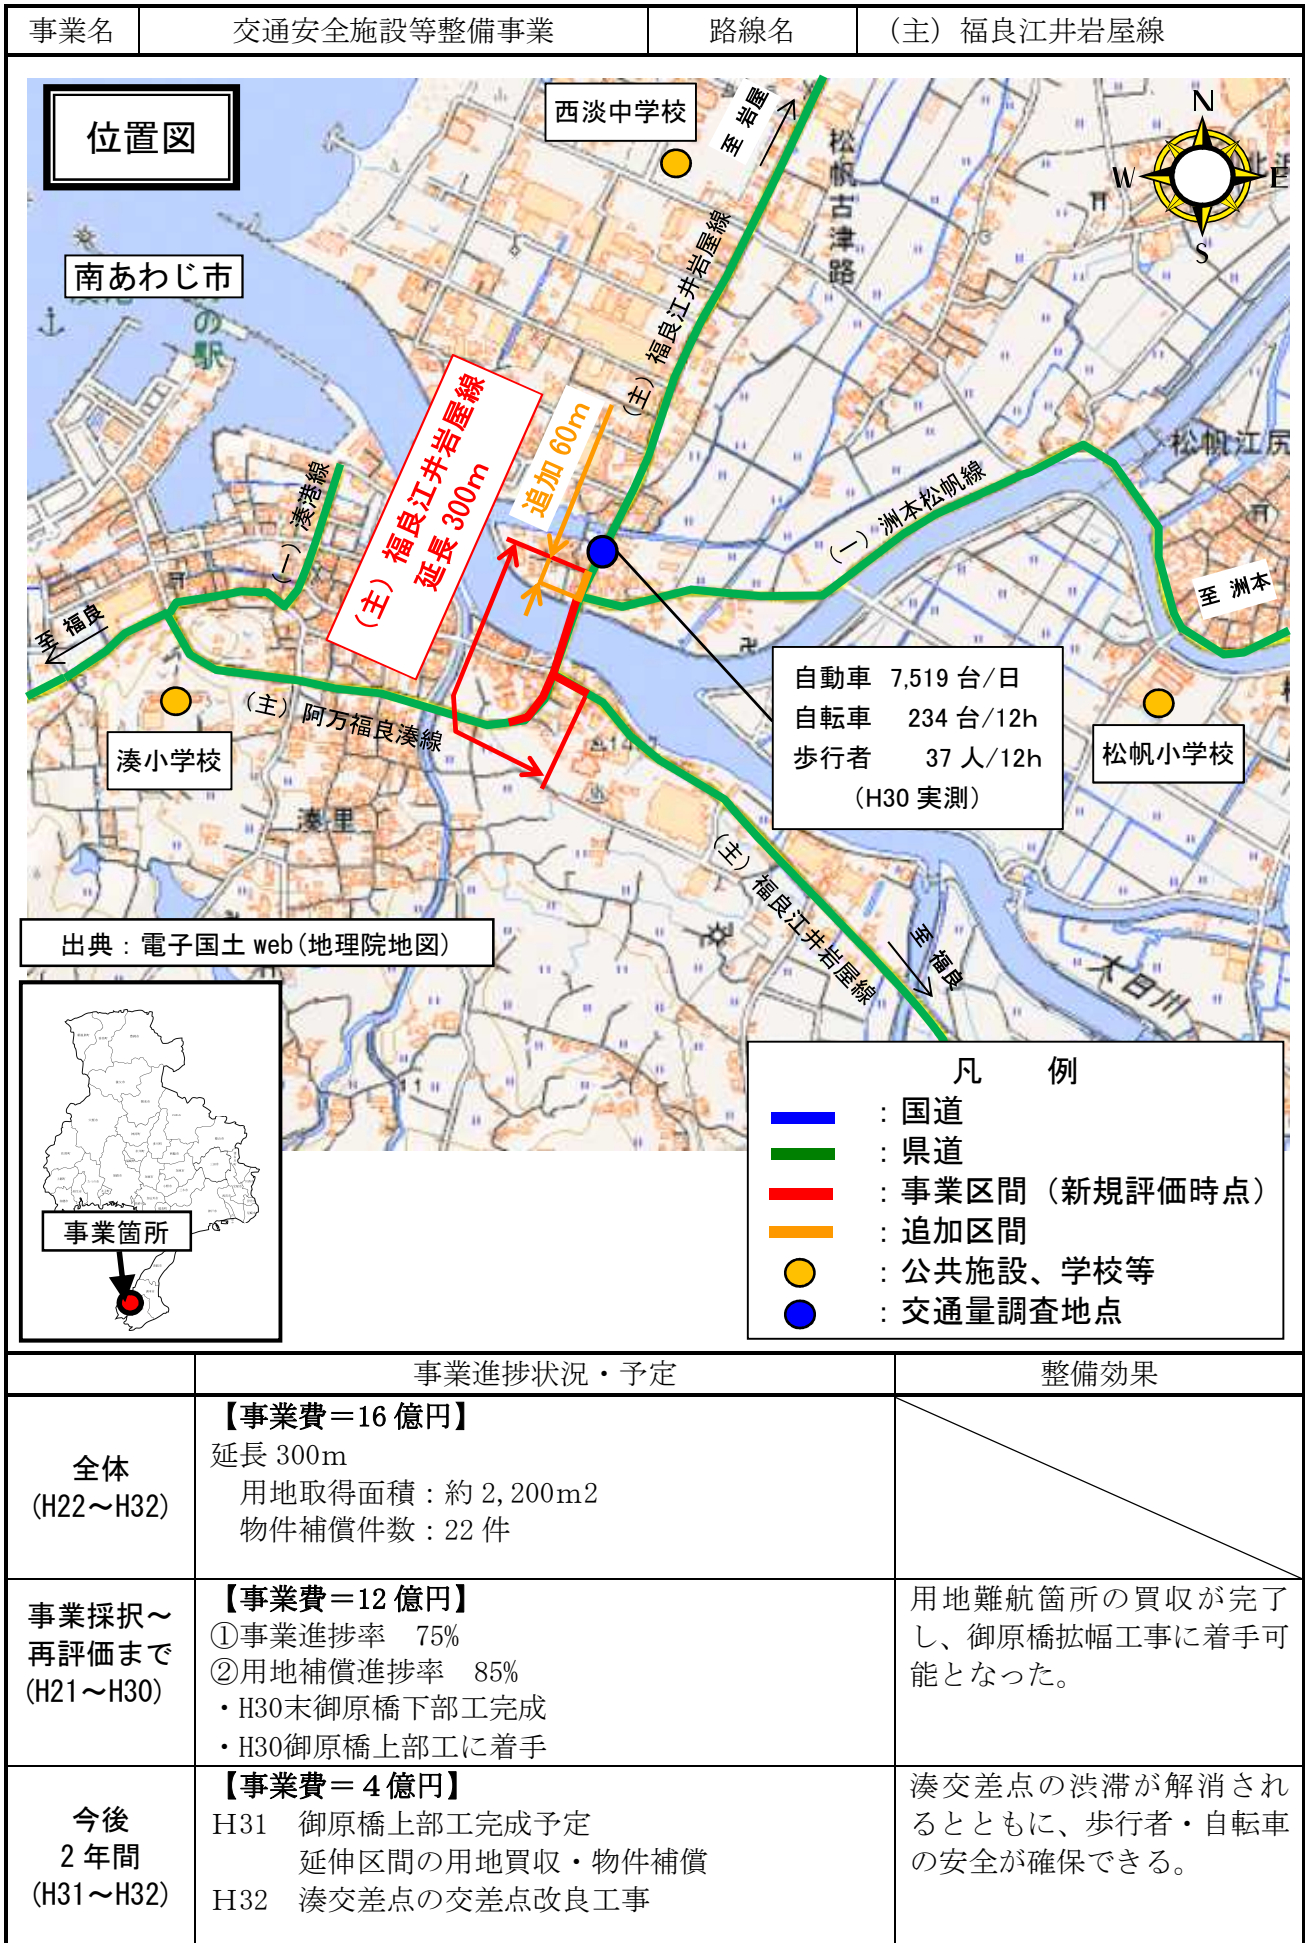 事業名 交通安全施設等整備事業 路線名 （主）福良江井岩屋線
位置図
西淡中学校
至 岩屋
N
W
E
S
松帆古津路
南あわじ市
の駅
（主）福良江井岩屋線
（主）福良江井岩屋線
延長 300m
追加 60m
松帆江尻
（一）湊港線
（一）洲本松帆線
至 洲本
至 福良
自動車 7,519 台/日
自転車 234 台/12h
歩行者 37 人/12h
（H30 実測）
（主）阿万福良湊線
湊小学校
松帆小学校
湊里
（主）福良江井岩屋線
至 福良
大日川
11
出典：電子国土 web(地理院地図)
事業箇所
凡 例
：国道
：県道
：事業区間（新規評価時点）
：追加区間
：公共施設、学校等
：交通量調査地点
事業進捗状況・予定 整備効果
全体
(H22～H32)
【事業費＝16 億円】
延長 300m
用地取得面積：約 2,200m2
物件補償件数：22 件
事業採択～
再評価まで
(H21～H30)
【事業費＝12 億円】
①事業進捗率 75%
②用地補償進捗率 85%
・H30末御原橋下部工完成
・H30御原橋上部工に着手
用地難航箇所の買収が完了
し、御原橋拡幅工事に着手可
能となった。
今後
2 年間
(H31～H32)
【事業費＝４億円】
H31 御原橋上部工完成予定
延伸区間の用地買収・物件補償
H32 湊交差点の交差点改良工事
湊交差点の渋滞が解消され
るとともに、歩行者・自転車
の安全が確保できる。